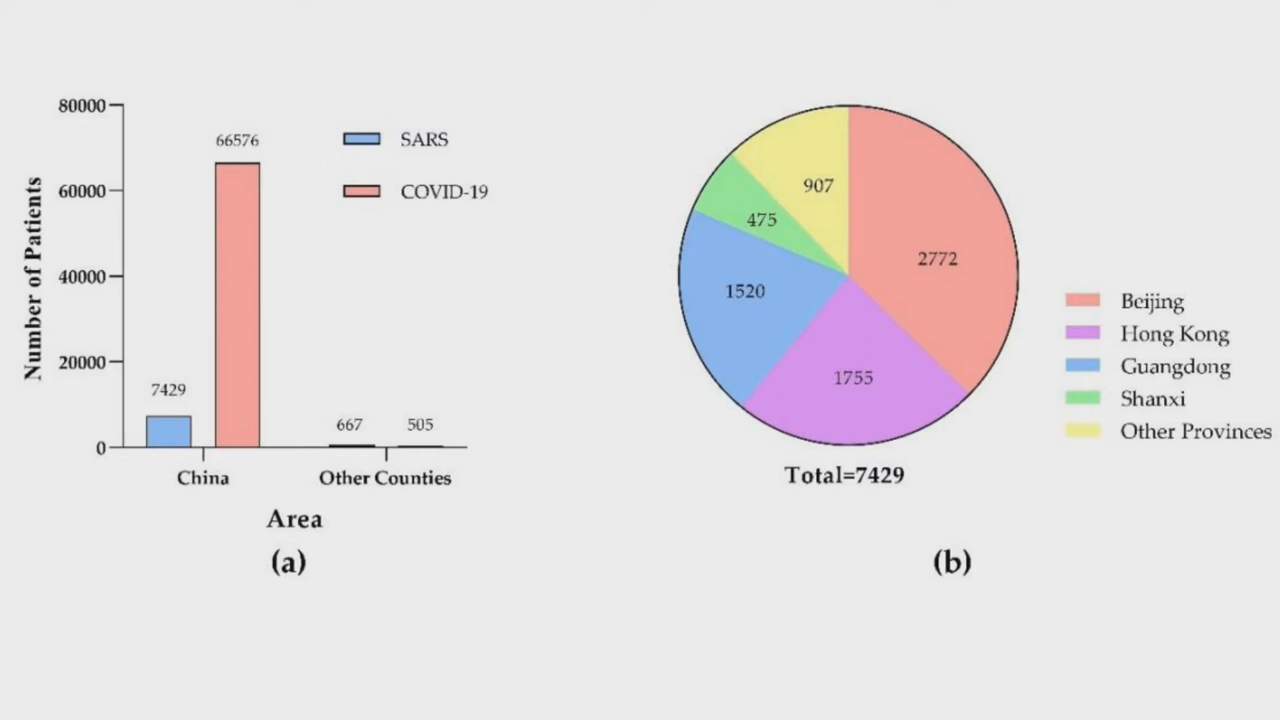 80000
60000
40000
20000
0
Number of Patients
66576
7429
667
505
SARS
COVID-19
China
Other Counties
Area
(a)
907
475
2772
1520
1755
Total=7429
Beijing
Hong Kong
Guangdong
Shanxi
Other Provinces
(b)